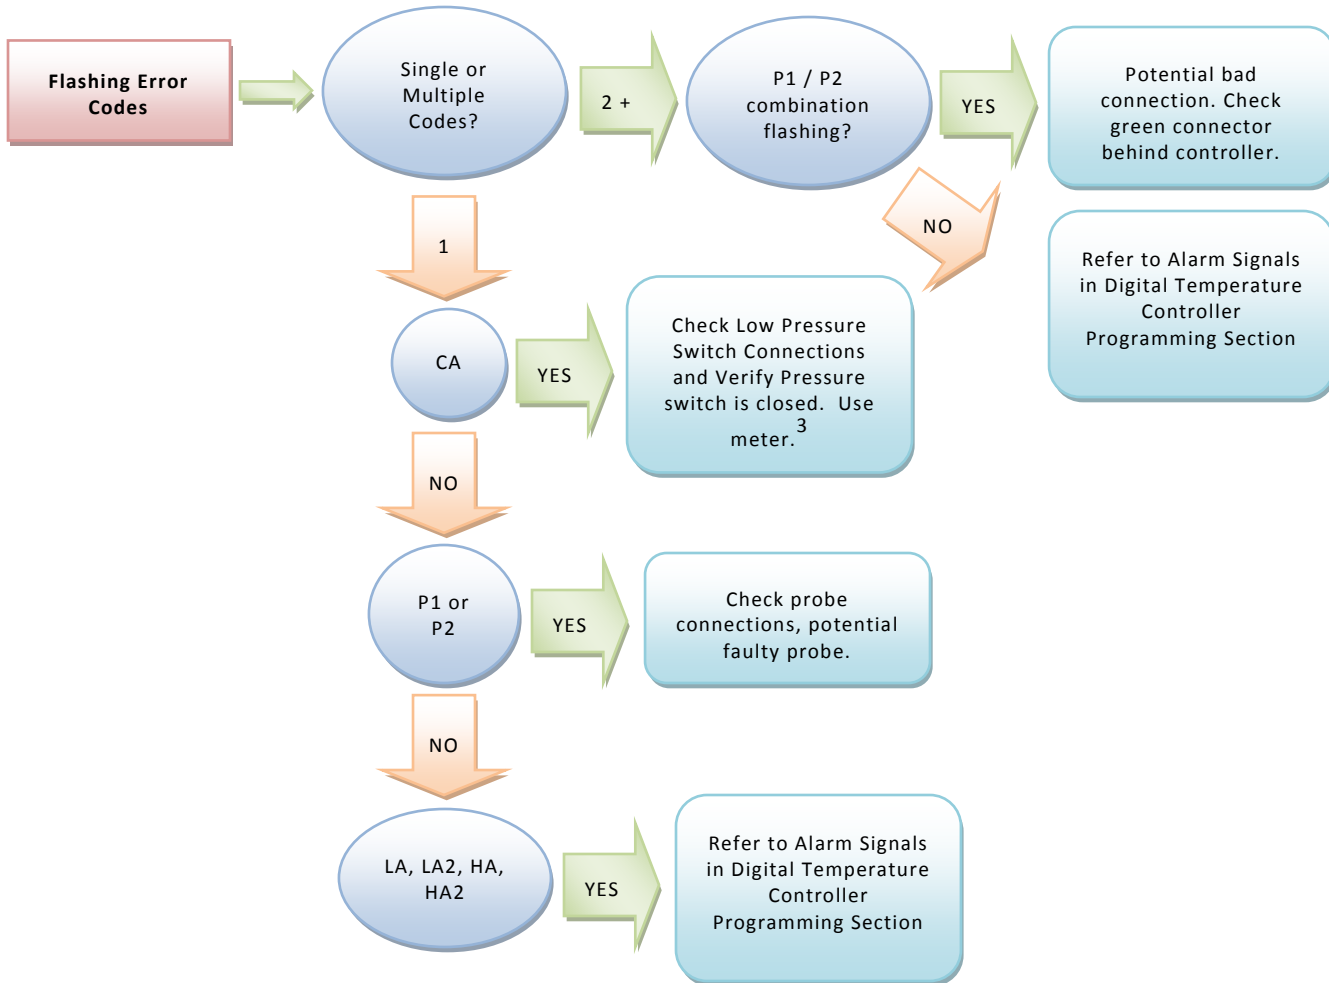 Flashing Error
Codes
Single or
Multiple
Codes?
2 +
P1 / P2
combination
flashing?
YES
Potential bad
connection. Check
green connector
behind controller.
NO
Refer to Alarm Signals
in Digital Temperature
Controller
Programming Section
1
CA
YES
Check Low Pressure
Switch Connections
and Verify Pressure
switch is closed. Use
meter.3
NO
P1 or
P2
YES
Check probe
connections, potential
faulty probe.
NO
LA, LA2, HA,
HA2
YES
Refer to Alarm Signals
in Digital Temperature
Controller
Programming Section